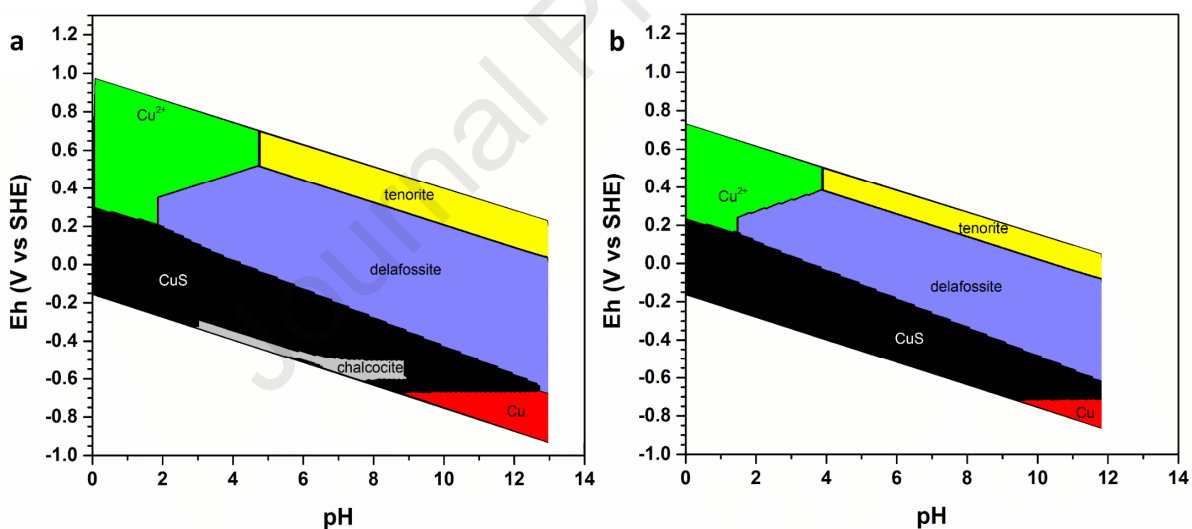 a
1.2
1.0
0.8
0.6
0.4
0.2
0.0
-0.2
-0.4
-0.6
-0.8
-1.0
Eh (V vs SHE)
Cu²⁺
tenorite
delafossite
CuS
chalcocite
Cu
0 2 4 6 8 10 12 14
pH
b
1.2
1.0
0.8
0.6
0.4
0.2
0.0
-0.2
-0.4
-0.6
-0.8
-1.0
Eh (V vs SHE)
Cu²⁺
tenorite
delafossite
CuS
Cu
0 2 4 6 8 10 12 14
pH
Journal Pr